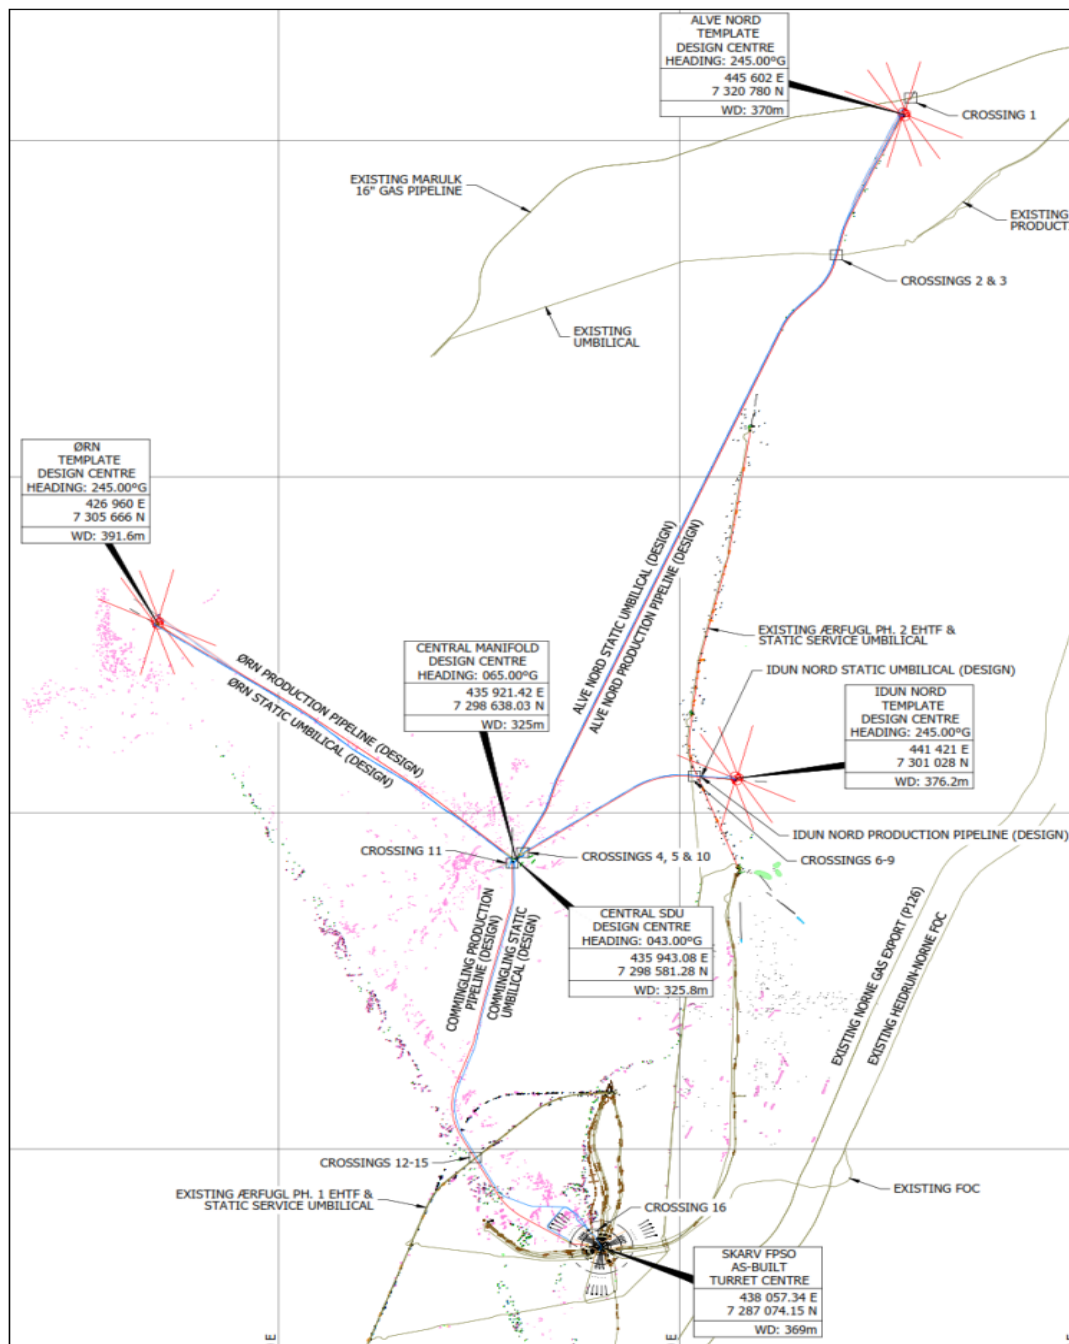 ALVE NORD
TEMPLATE
DESIGN CENTRE
HEADING: 245.00°G
445 602 E
7 320 780 N
WD: 370m
CROSSING 1
EXISTING MARULK
16" GAS PIPELINE
EXISTING
PRODUCT
CROSSINGS 2 & 3
EXISTING
UMBILICAL
ØRN
TEMPLATE
DESIGN CENTRE
HEADING: 245.00°G
426 960 E
7 305 666 N
WD: 391.6m
ALVE NORD STATIC UMBILICAL (DESIGN)
ALVE NORD PRODUCTION PIPELINE (DESIGN)
EXISTING ÆRFUGL PH. 2 EHTF &
STATIC SERVICE UMBILICAL
CENTRAL MANIFOLD
DESIGN CENTRE
HEADING: 065.00°G
435 921.42 E
7 298 638.03 N
WD: 325m
ØRN PRODUCTION PIPELINE (DESIGN)
ØRN STATIC UMBILICAL (DESIGN)
IDUN NORD STATIC UMBILICAL (DESIGN)
IDUN NORD
TEMPLATE
DESIGN CENTRE
HEADING: 245.00°G
441 421 E
7 301 028 N
WD: 376.2m
IDUN NORD PRODUCTION PIPELINE (DESIGN)
CROSSING 11
CROSSINGS 4, 5 & 10
CROSSINGS 6-9
CENTRAL SDU
DESIGN CENTRE
HEADING: 043.00°G
435 943.08 E
7 298 581.28 N
WD: 325.8m
COMMINGLING PRODUCTION
PIPELINE (DESIGN)
COMMINGLING STATIC
UMBILICAL (DESIGN)
EXISTING NORNE GAS EXPORT (P126)
EXISTING HEIDRUN-NORNE FOC
CROSSINGS 12-15
EXISTING ÆRFUGL PH. 1 EHTF &
STATIC SERVICE UMBILICAL
EXISTING FOC
CROSSING 16
SKARV FPSO
AS-BUILT
TURRET CENTRE
438 057.34 E
7 287 074.15 N
WD: 369m
E
E